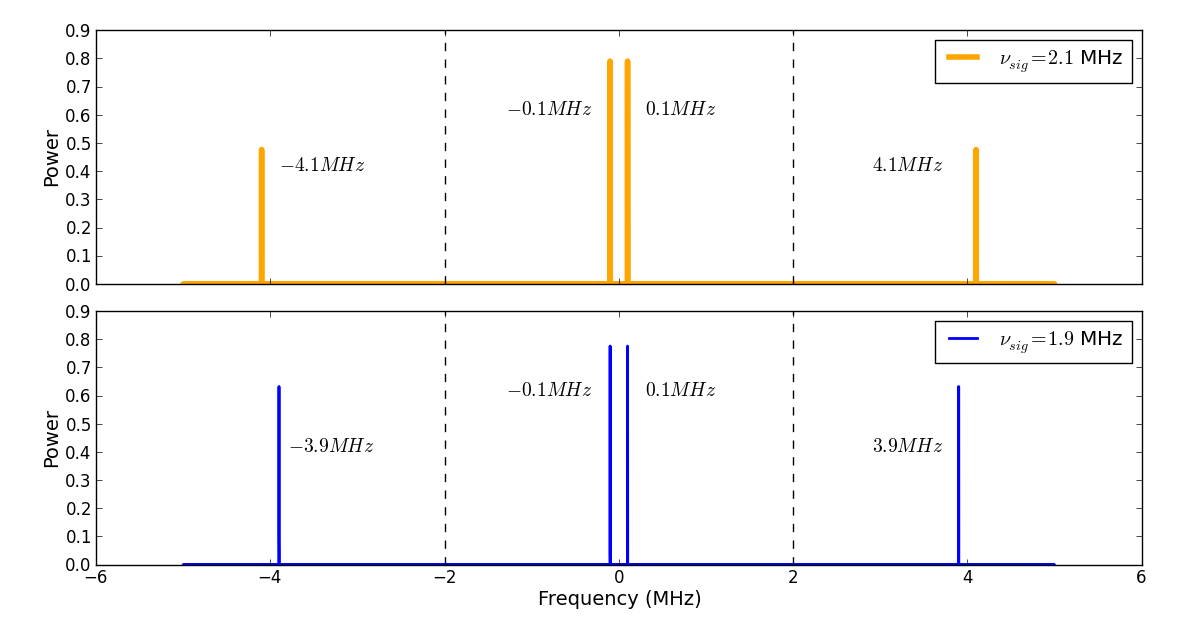 0.9
ν_sig=2.1 MHz
0.8
0.7
0.6
−0.1MHz
0.1MHz
0.5
Power
0.4
−4.1MHz
4.1MHz
0.3
0.2
0.1
0.0
0.9
ν_sig=1.9 MHz
0.8
0.7
0.6
−0.1MHz
0.1MHz
0.5
Power
0.4
−3.9MHz
3.9MHz
0.3
0.2
0.1
0.0
−6 −4 −2 0 2 4 6
Frequency (MHz)